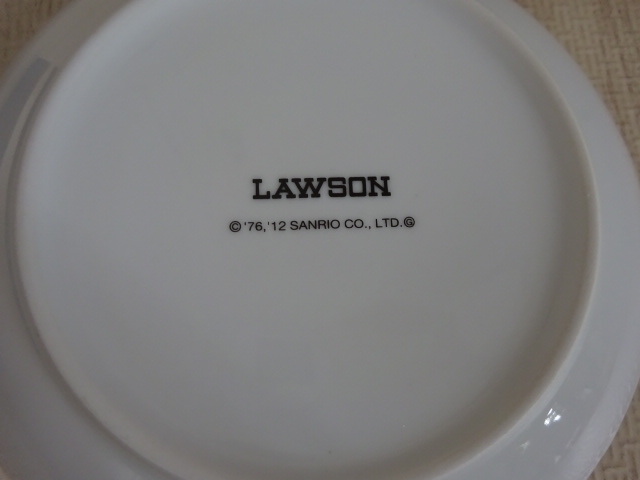 LAWSON
©'76,'12 SANRIO CO., LTD.Ⓖ